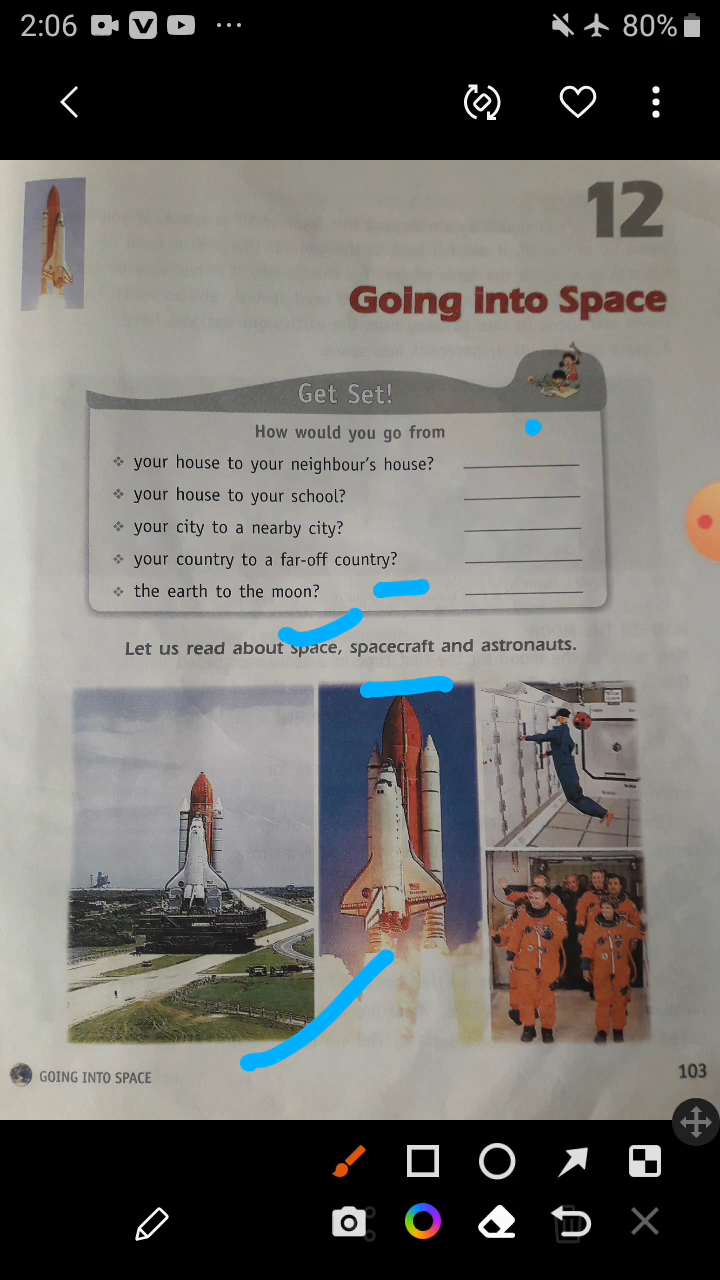 2:06
80%
12
Going into Space
Get Set!
How would you go from
❖ your house to your neighbour's house?
❖ your house to your school?
❖ your city to a nearby city?
❖ your country to a far-off country?
❖ the earth to the moon?
Let us read about space, spacecraft and astronauts.
GOING INTO SPACE
103